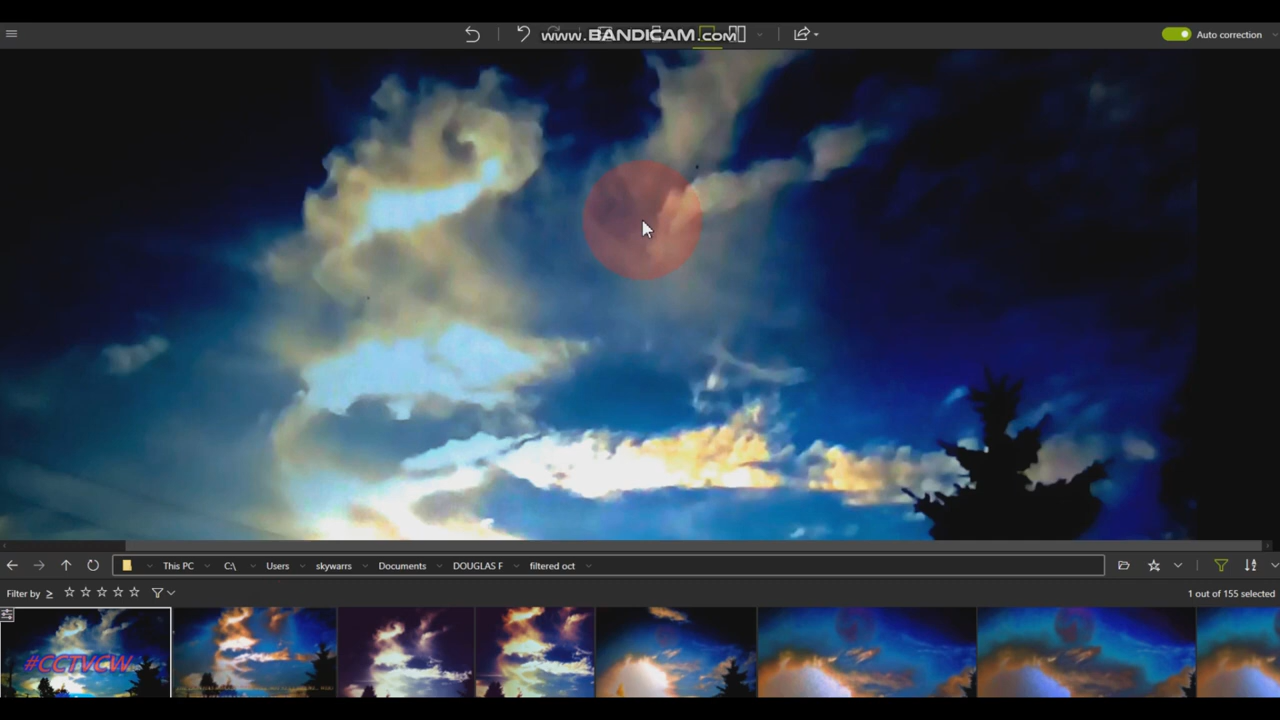 www.BANDICAM.com
Auto correction
This PC C:\ Users skywarrs Documents DOUGLAS F filtered oct
Filter by ≥ 1 out of 155 selected
#CCTVCW